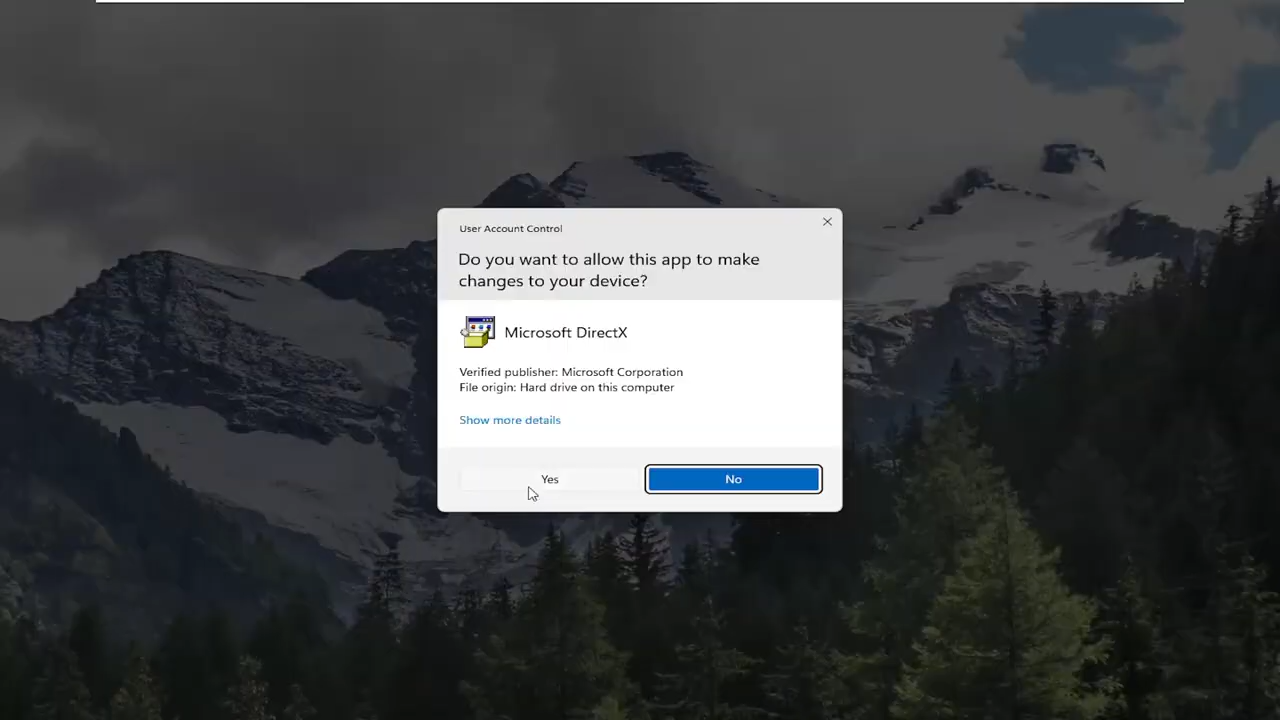 User Account Control
Do you want to allow this app to make
changes to your device?
Microsoft DirectX
Verified publisher: Microsoft Corporation
File origin: Hard drive on this computer
Show more details
Yes
No